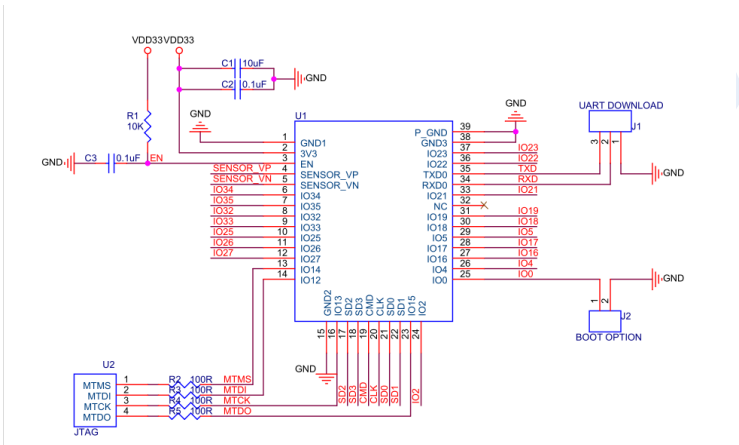 VDD33 VDD33
C1 10uF
GND
C2 0.1uF
R1
10K
GND
C3 0.1uF EN
GND
U1
1 GND1
2 3V3
3 EN
SENSOR_VP 4 SENSOR_VP
SENSOR_VN 5 SENSOR_VN
IO34 6 IO34
IO35 7 IO35
IO32 8 IO32
IO33 9 IO33
IO25 10 IO25
IO26 11 IO26
IO27 12 IO27
13 IO14
14 IO12
P_GND 39
GND3 38
IO23 37 IO23
IO22 36 IO22
TXD0 35 TXD
RXD0 34 RXD
IO21 33 IO21
NC 32
IO19 31 IO19
IO18 30 IO18
IO5 29 IO5
IO17 28 IO17
IO16 27 IO16
IO4 26 IO4
IO0 25 IO0
GND
UART DOWNLOAD
J1
3 2 1
GND
GND
1 2
J2
BOOT OPTION
GND2 IO13 SD2 SD3 CMD CLK SD0 SD1 IO15 IO2
15 16 17 18 19 20 21 22 23 24
GND
SD2 SD3 CMD CLK SD0 SD1 IO2
U2
MTMS 1 R2 100R MTMS
MTDI 2 R3 100R MTDI
MTCK 3 R4 100R MTCK
MTDO 4 R5 100R MTDO
JTAG